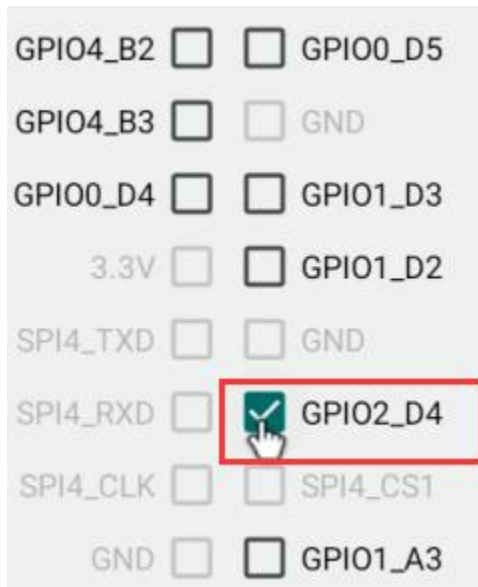 GPIO4_B2 GPIO0_D5
GPIO4_B3 GND
GPIO0_D4 GPIO1_D3
3.3V GPIO1_D2
SPI4_TXD GND
SPI4_RXD GPIO2_D4
SPI4_CLK SPI4_CS1
GND GPIO1_A3